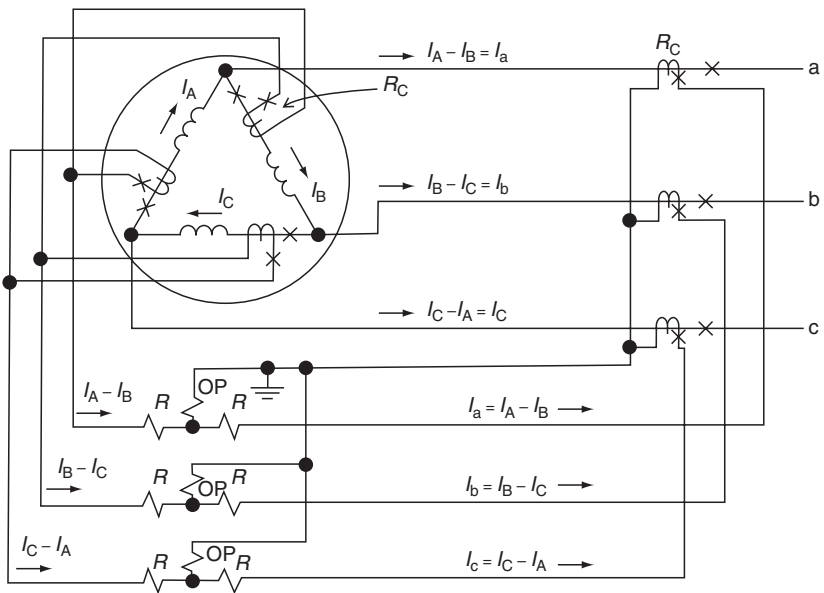 I_A – I_B = I_a
R_C
a
I_A
R_C
I_B
I_C
I_B – I_C = I_b
b
I_C – I_A = I_C
c
I_A – I_B
R
OP
R
I_a = I_A – I_B
I_B – I_C
R
OP
R
I_b = I_B – I_C
I_C – I_A
R
OP
R
I_c = I_C – I_A